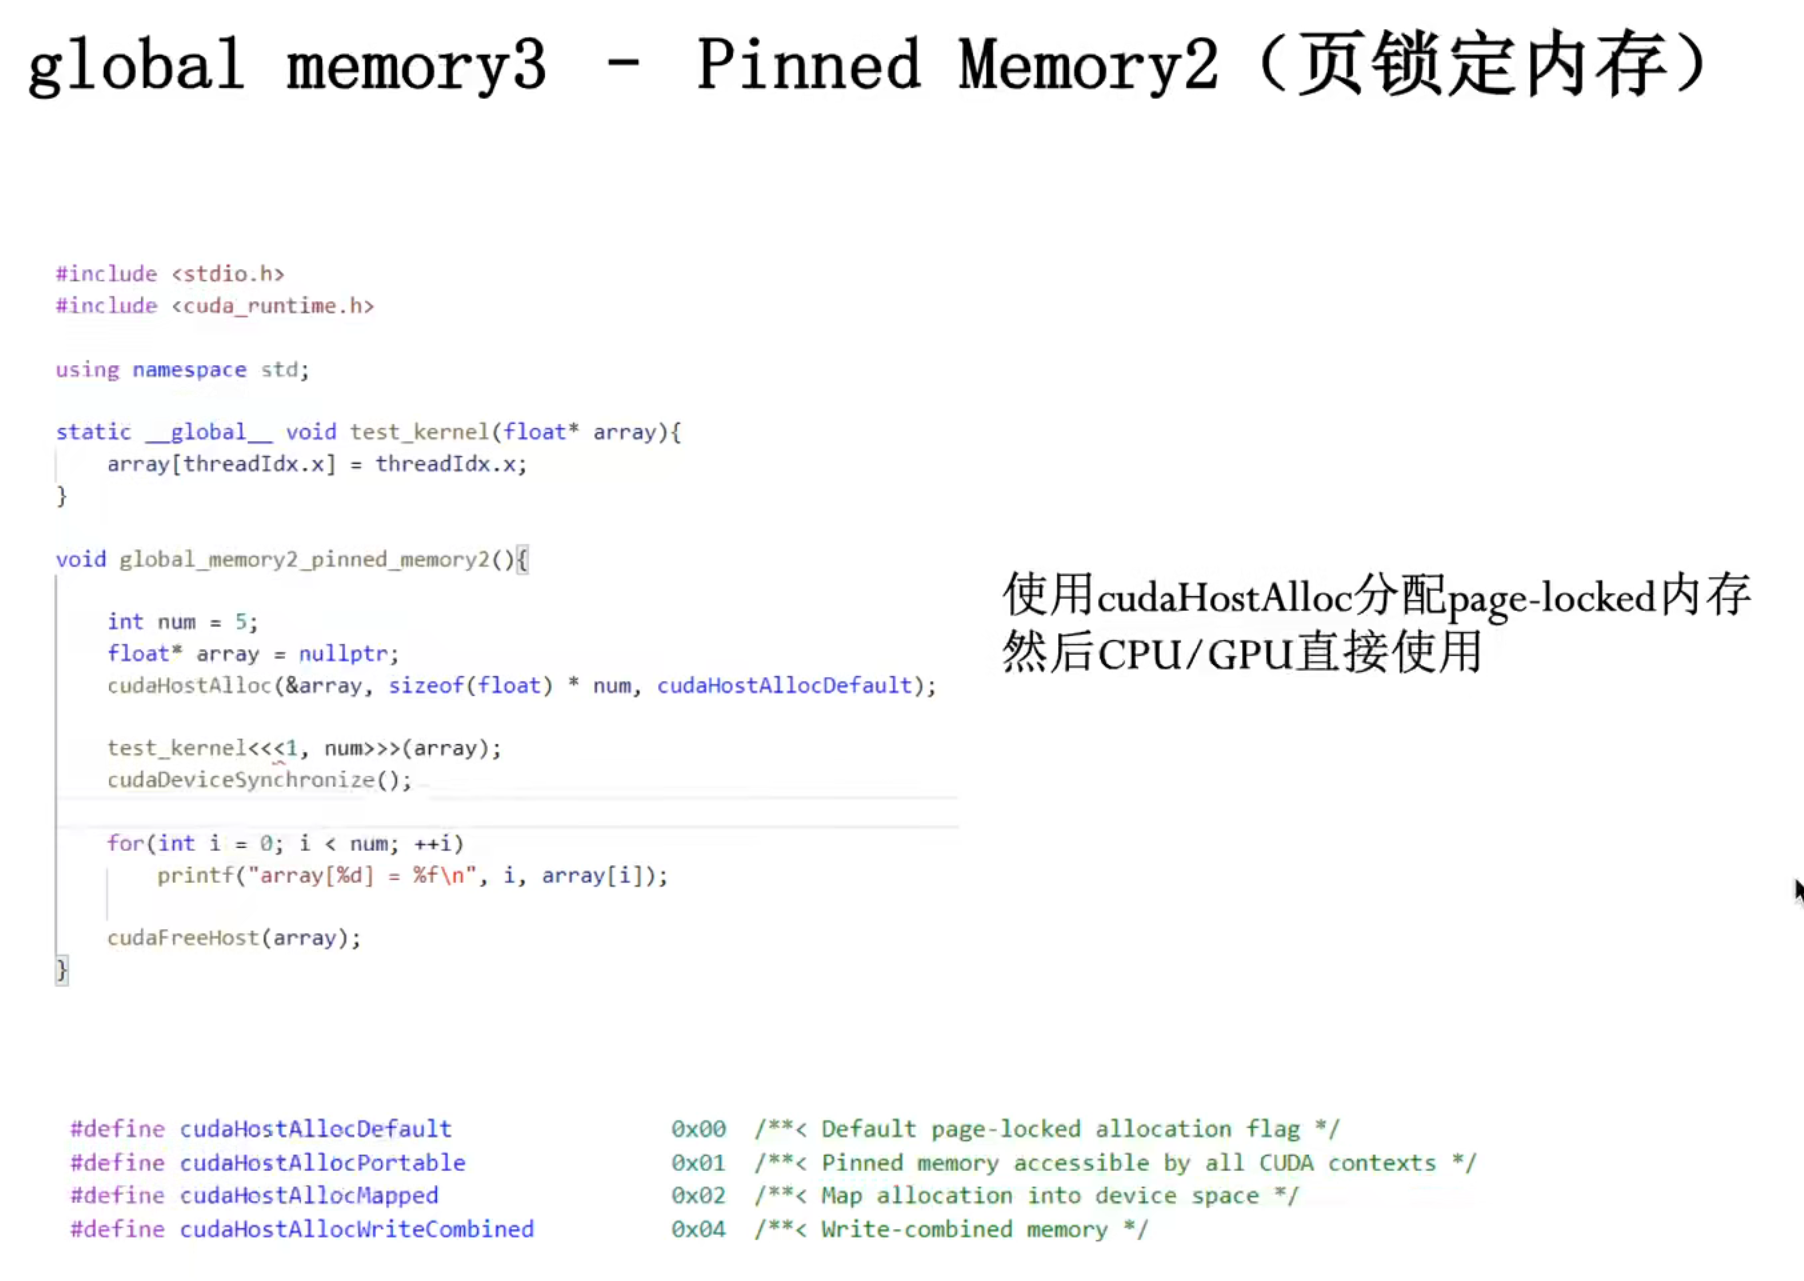 global memory3 - Pinned Memory2（页锁定内存）
#include <stdio.h>
#include <cuda_runtime.h>
using namespace std;
static __global__ void test_kernel(float* array){
array[threadIdx.x] = threadIdx.x;
}
void global_memory2_pinned_memory2(){
int num = 5;
float* array = nullptr;
cudaHostAlloc(&array, sizeof(float) * num, cudaHostAllocDefault);
test_kernel<<<1, num>>>(array);
cudaDeviceSynchronize();
for(int i = 0; i < num; ++i)
printf("array[%d] = %f\n", i, array[i]);
cudaFreeHost(array);
}
使用cudaHostAlloc分配page-locked内存
然后CPU/GPU直接使用
#define cudaHostAllocDefault 0x00 /**< Default page-locked allocation flag */
#define cudaHostAllocPortable 0x01 /**< Pinned memory accessible by all CUDA contexts */
#define cudaHostAllocMapped 0x02 /**< Map allocation into device space */
#define cudaHostAllocWriteCombined 0x04 /**< Write-combined memory */